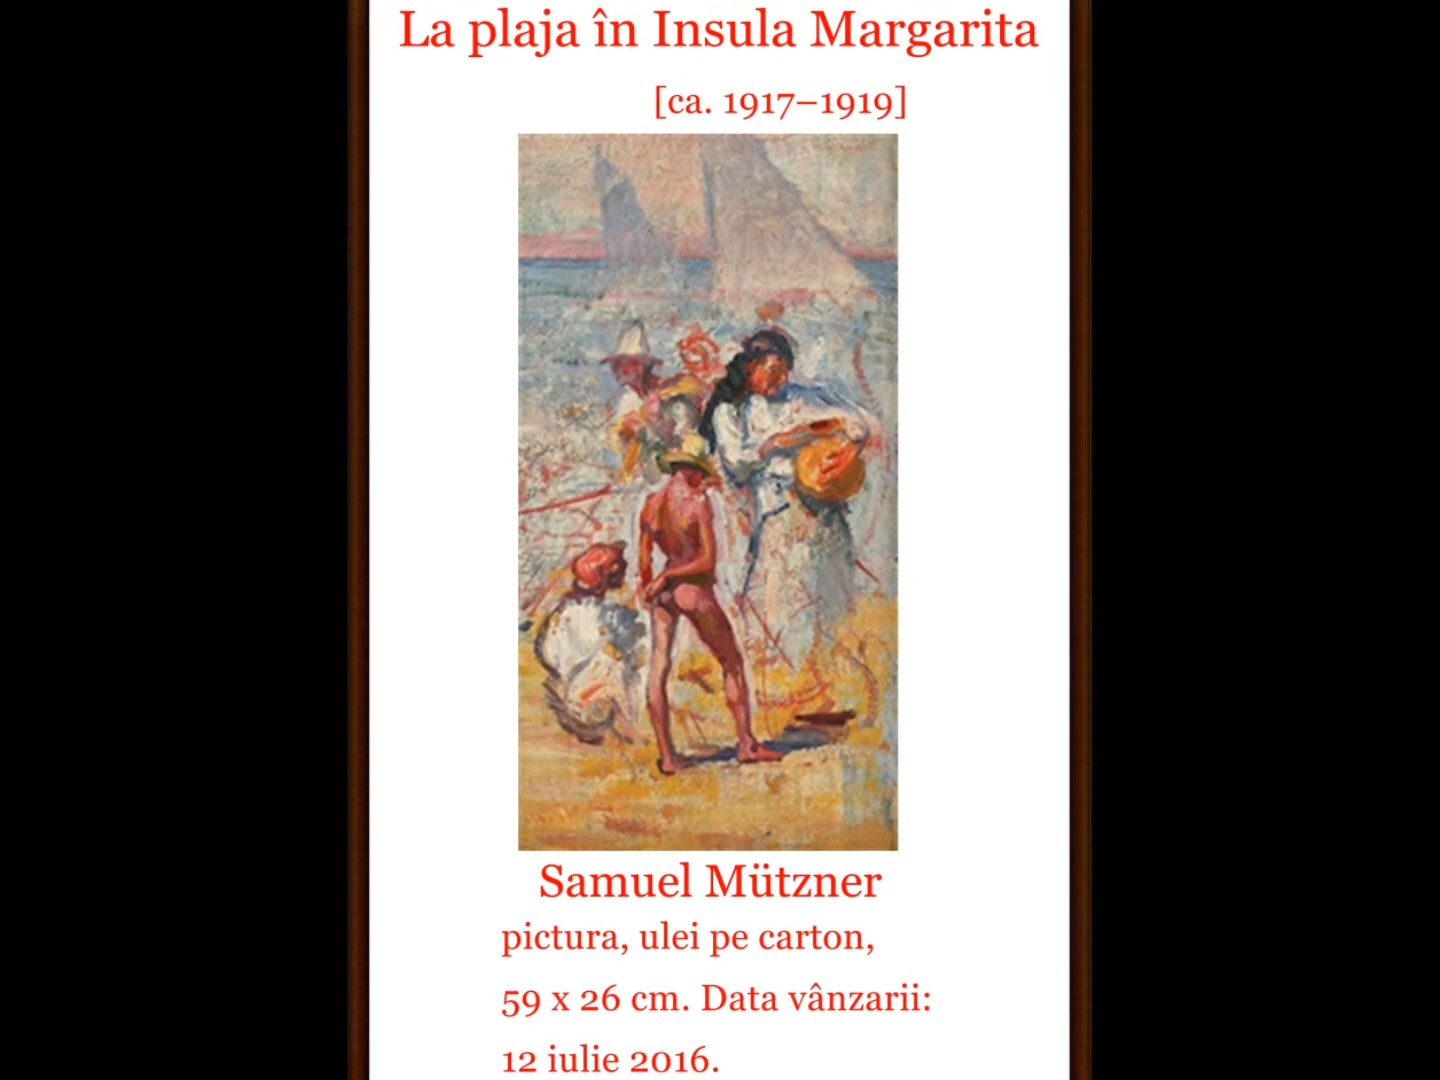 La plaja în Insula Margarita
[ca. 1917–1919]
Samuel Mützner
pictura, ulei pe carton,
59 x 26 cm. Data vânzarii:
12 iulie 2016.